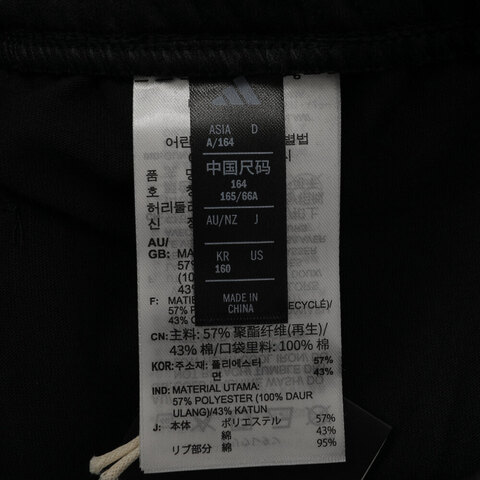 ASIA D
A/164
中国尺码
164
165/66A
AU/NZ J
KR US
160
MADE IN
CHINA
어린
별법
품
호
허리둘
신
AU/
GB: MA
57%
(10
43%
F: MATIE
57% P RECYCLÉ)/
43% C
CN: 主料: 57% 聚酯纤维(再生)/
43% 棉/口袋里料: 100% 棉
KOR: 주소재: 폴리에스터 57%
면 43%
IND: MATERIAL UTAMA:
57% POLYESTER (100% DAUR
ULANG)/43% KATUN
J: 本体 ポリエステル 57%
綿 43%
リブ部分 綿 95%